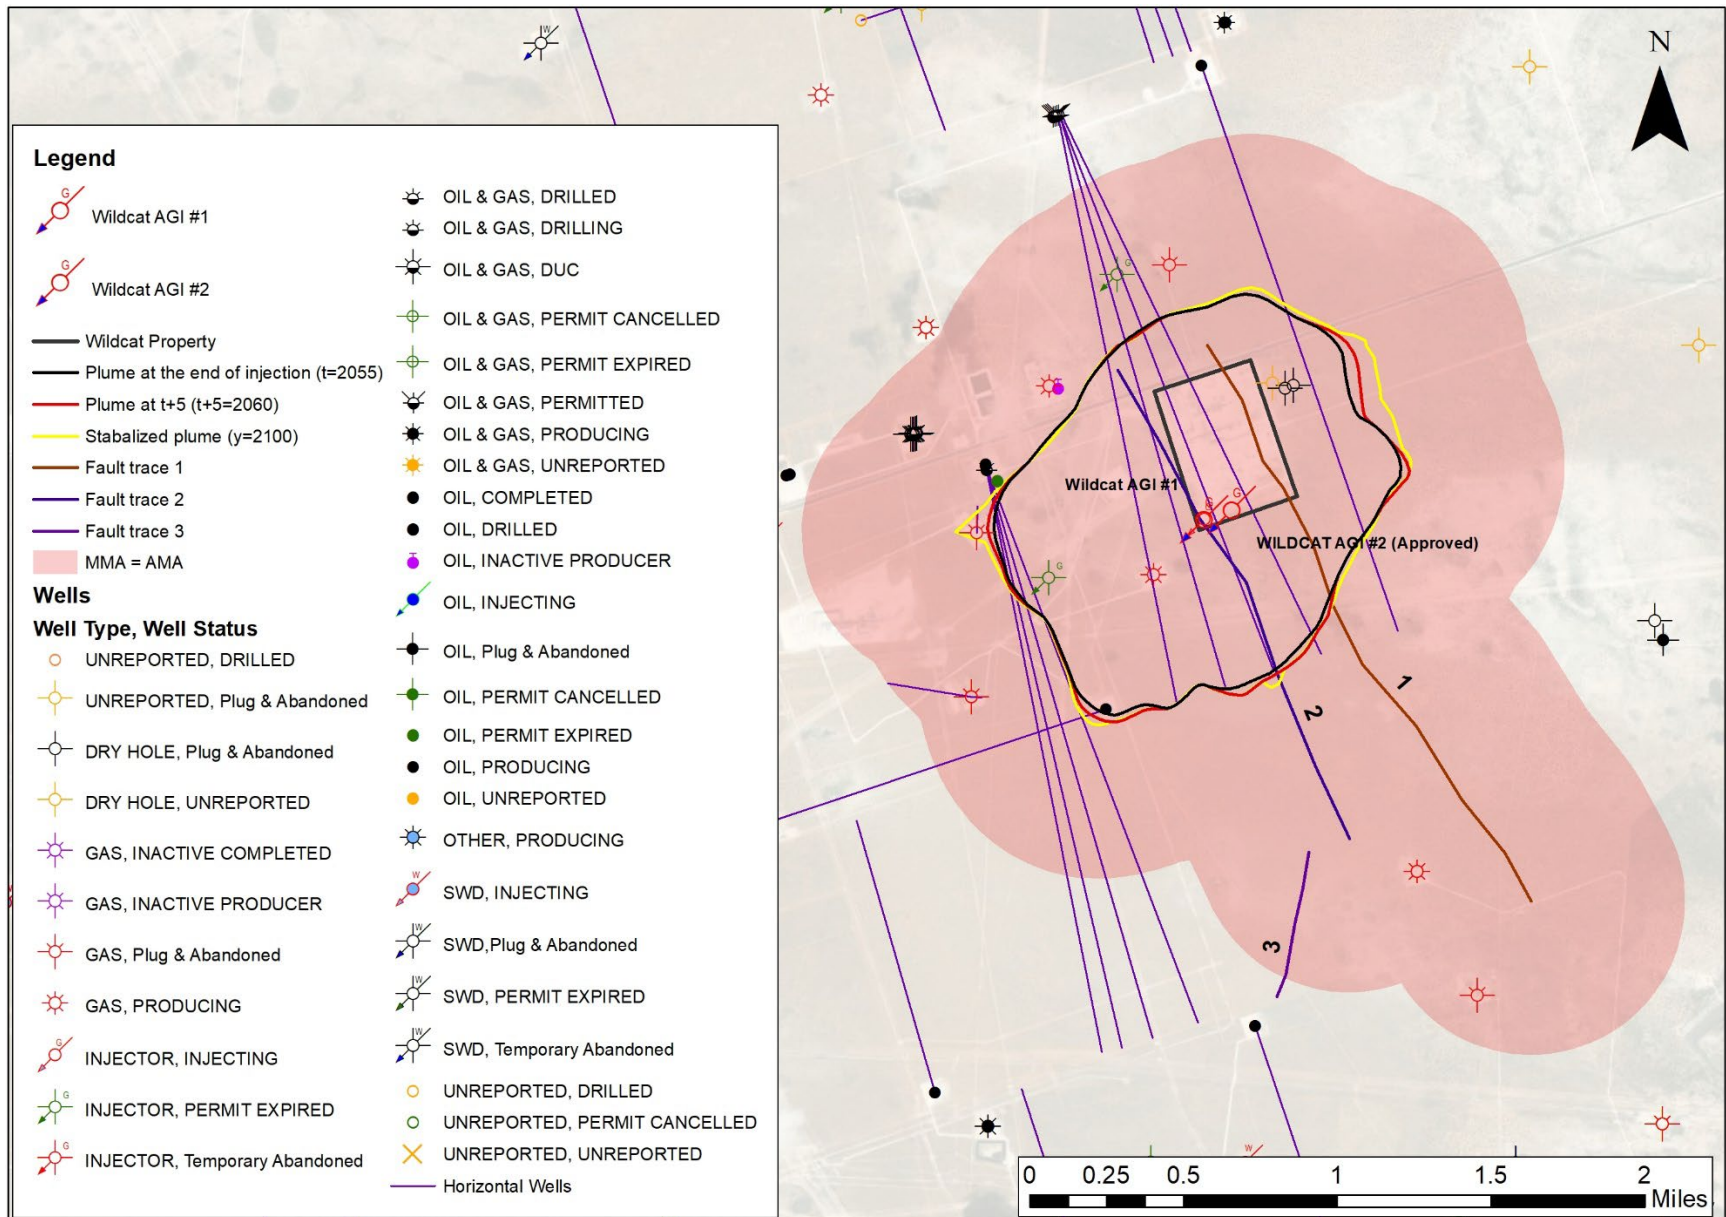 N
Legend
G
Wildcat AGI #1
G
Wildcat AGI #2
Wildcat Property
Plume at the end of injection (t=2055)
Plume at t+5 (t+5=2060)
Stabalized plume (y=2100)
Fault trace 1
Fault trace 2
Fault trace 3
MMA = AMA
Wells
Well Type, Well Status
UNREPORTED, DRILLED
UNREPORTED, Plug & Abandoned
DRY HOLE, Plug & Abandoned
DRY HOLE, UNREPORTED
GAS, INACTIVE COMPLETED
GAS, INACTIVE PRODUCER
GAS, Plug & Abandoned
GAS, PRODUCING
G
INJECTOR, INJECTING
G
INJECTOR, PERMIT EXPIRED
G
INJECTOR, Temporary Abandoned
OIL & GAS, DRILLED
OIL & GAS, DRILLING
OIL & GAS, DUC
OIL & GAS, PERMIT CANCELLED
OIL & GAS, PERMIT EXPIRED
OIL & GAS, PERMITTED
OIL & GAS, PRODUCING
OIL & GAS, UNREPORTED
OIL, COMPLETED
OIL, DRILLED
OIL, INACTIVE PRODUCER
OIL, INJECTING
OIL, Plug & Abandoned
OIL, PERMIT CANCELLED
OIL, PERMIT EXPIRED
OIL, PRODUCING
OIL, UNREPORTED
OTHER, PRODUCING
W
SWD, INJECTING
W
SWD,Plug & Abandoned
W
SWD, PERMIT EXPIRED
W
SWD, Temporary Abandoned
UNREPORTED, DRILLED
UNREPORTED, PERMIT CANCELLED
UNREPORTED, UNREPORTED
Horizontal Wells
W
G
Wildcat AGI #1
G
G
WILDCAT AGI #2 (Approved)
G
1
2
3
W
0 0.25 0.5 1 1.5 2
Miles